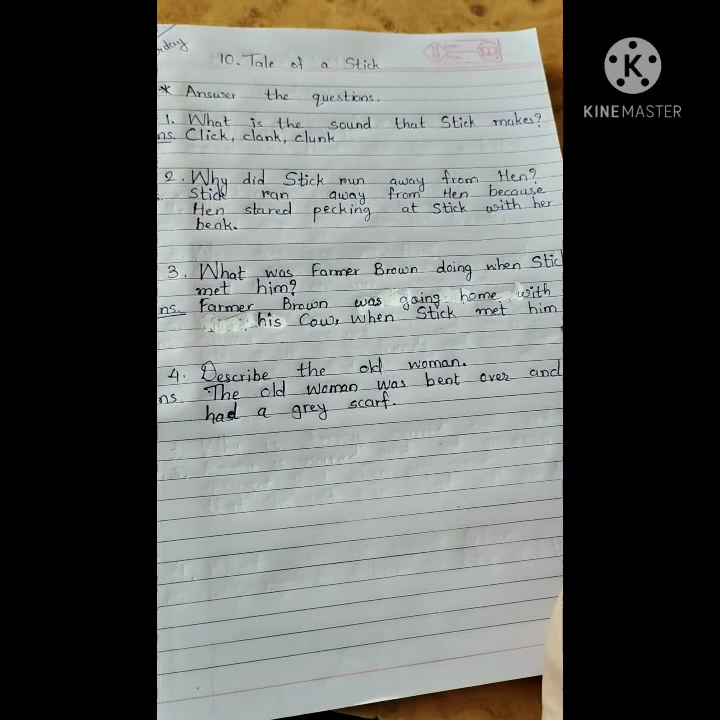 10. Tale of a Stick
* Answer the questions.
1. What is the sound that Stick makes?
ns. Click, clank, clunk
2. Why did Stick run away from Hen?
Stick ran away from Hen because
Hen stared pecking at Stick with her
beak.
3. What was Farmer Brown doing when Stic
met him?
ns. Farmer Brown was going home with
his Cow, when Stick met him
4. Describe the old woman.
ns. The old woman was bent over and
had a grey scarf.
KINEMASTER